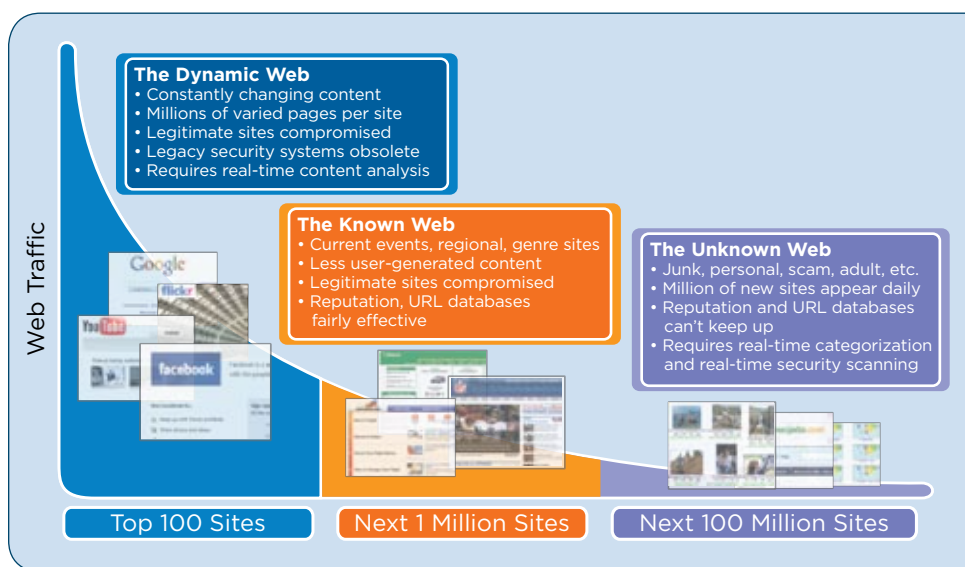 Web Traffic
The Dynamic Web
• Constantly changing content
• Millions of varied pages per site
• Legitimate sites compromised
• Legacy security systems obsolete
• Requires real-time content analysis
The Known Web
• Current events, regional, genre sites
• Less user-generated content
• Legitimate sites compromised
• Reputation, URL databases
fairly effective
The Unknown Web
• Junk, personal, scam, adult, etc.
• Million of new sites appear daily
• Reputation and URL databases
can't keep up
• Requires real-time categorization
and real-time security scanning
Google
flickr
YouTube
facebook
Top 100 Sites
Next 1 Million Sites
Next 100 Million Sites